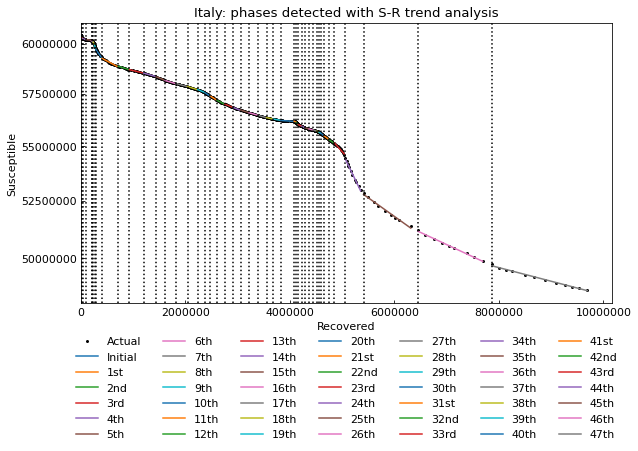 Italy: phases detected with S-R trend analysis
60000000
57500000
55000000
52500000
50000000
Susceptible
0 2000000 4000000 6000000 8000000 10000000
Recovered
Actual 6th 13th 20th 27th 34th 41st
Initial 7th 14th 21st 28th 35th 42nd
1st 8th 15th 22nd 29th 36th 43rd
2nd 9th 16th 23rd 30th 37th 44th
3rd 10th 17th 24th 31st 38th 45th
4th 11th 18th 25th 32nd 39th 46th
5th 12th 19th 26th 33rd 40th 47th